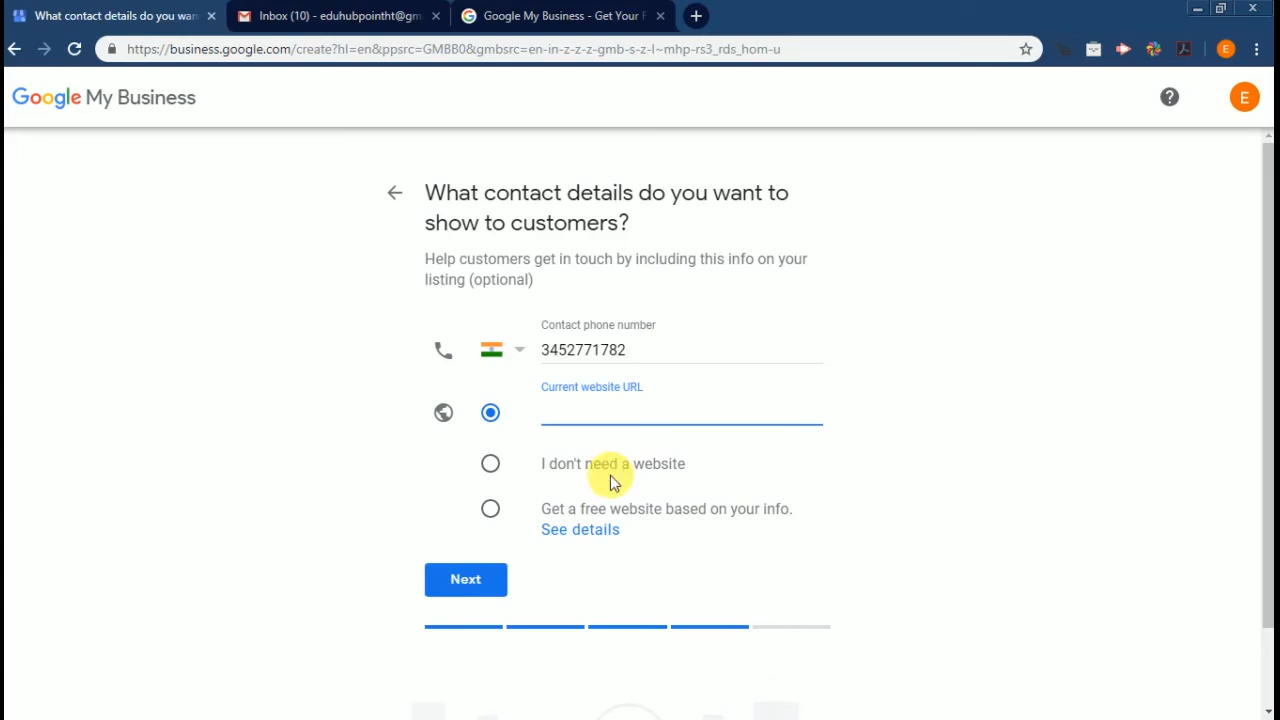 What contact details do you wan
Inbox (10) - eduhubpointht@gm
Google My Business - Get Your F
https://business.google.com/create?hl=en&ppsrc=GMBB0&gmbsrc=en-in-z-z-z-gmb-s-z-l~mhp-rs3_rds_hom-u
E
Google My Business
E
What contact details do you want to
show to customers?
Help customers get in touch by including this info on your
listing (optional)
Contact phone number
3452771782
Current website URL
I don't need a website
Get a free website based on your info.
See details
Next